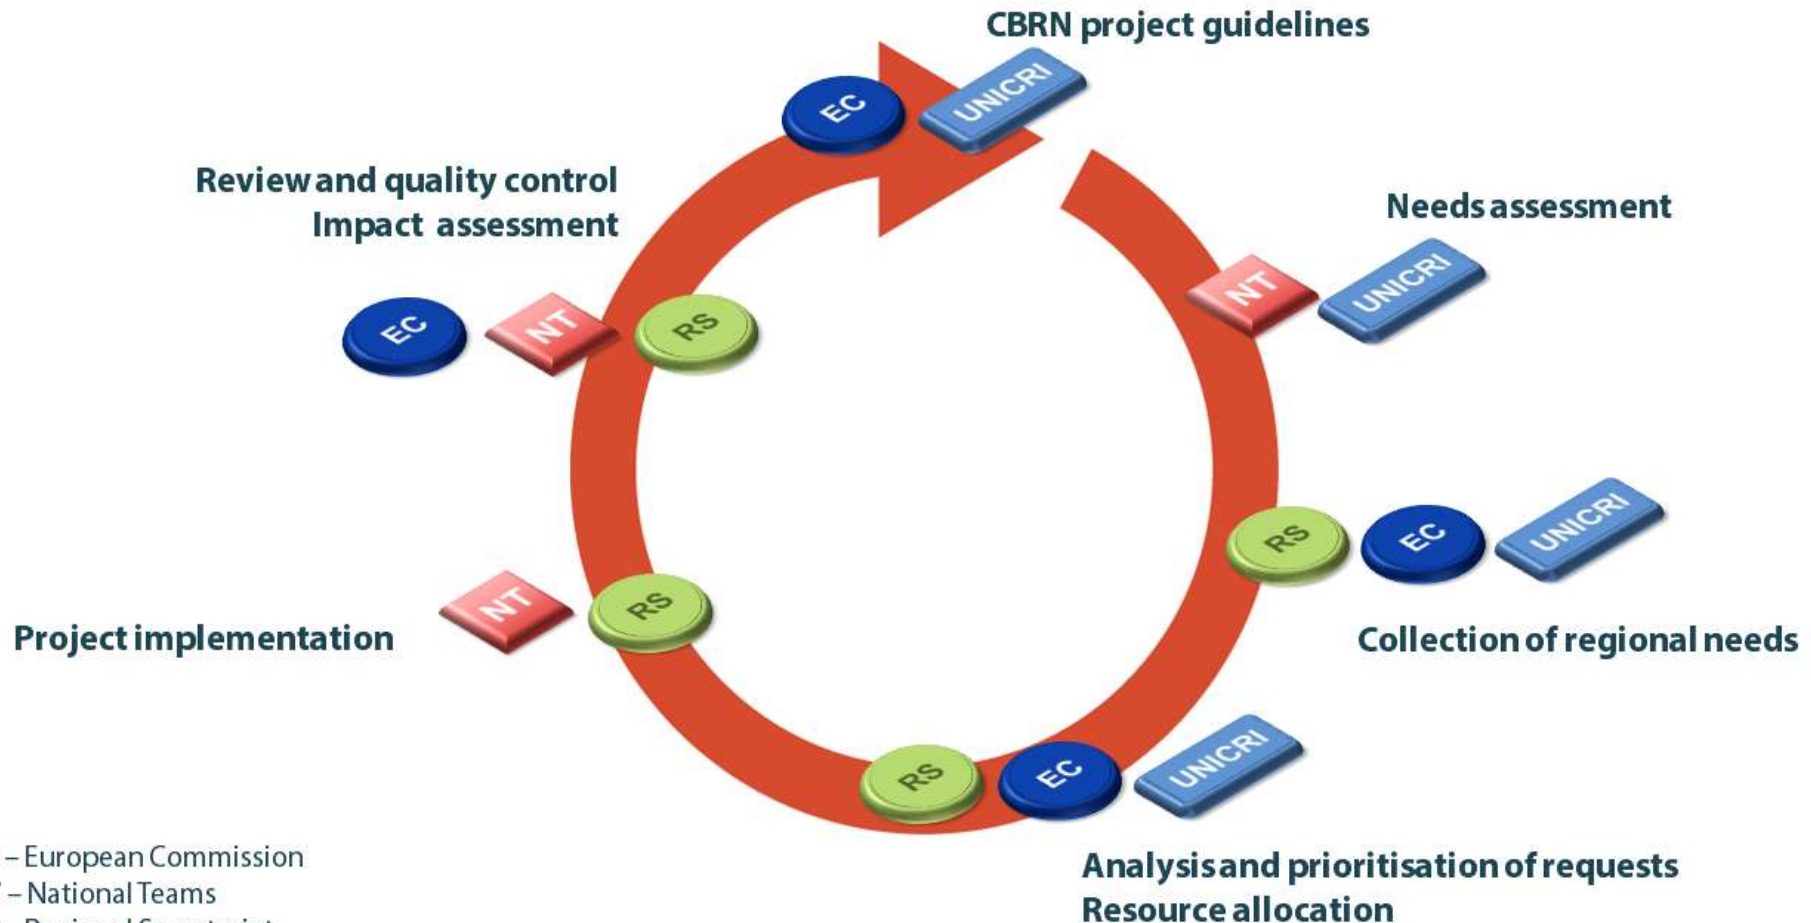 CBRN project guidelines
EC
UNICRI
Review and quality control
Impact assessment
Needs assessment
NT
UNICRI
EC
NT
RS
RS
EC
UNICRI
NT
RS
Project implementation
Collection of regional needs
RS
EC
UNICRI
– European Commission
– National Teams
Analysis and prioritisation of requests
Resource allocation